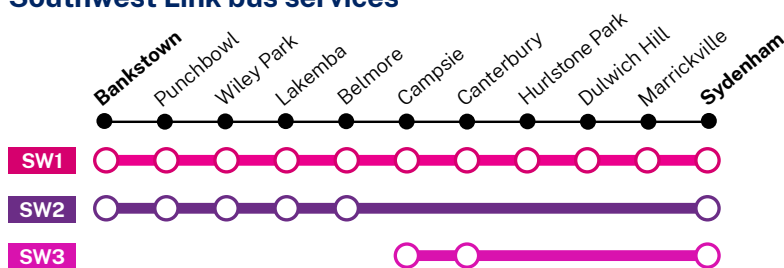 Southwest Link bus services
Bankstown
Punchbowl
Wiley Park
Lakemba
Belmore
Campsie
Canterbury
Hurlstone Park
Dulwich Hill
Marrickville
Sydenham
SW1
SW2
SW3